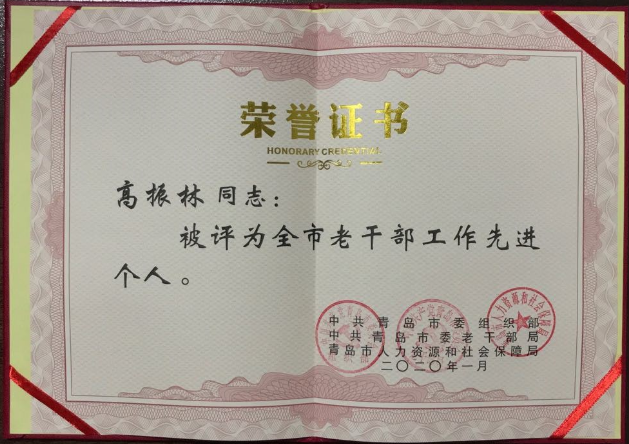 荣誉证书
HONORARY CREDENTIAL
高振林同志：
被评为全市老干部工作先进
个人。
中共青岛市委组织部
中共青岛市委老干部局
青岛市人力资源和社会保障局
二〇二〇年一月